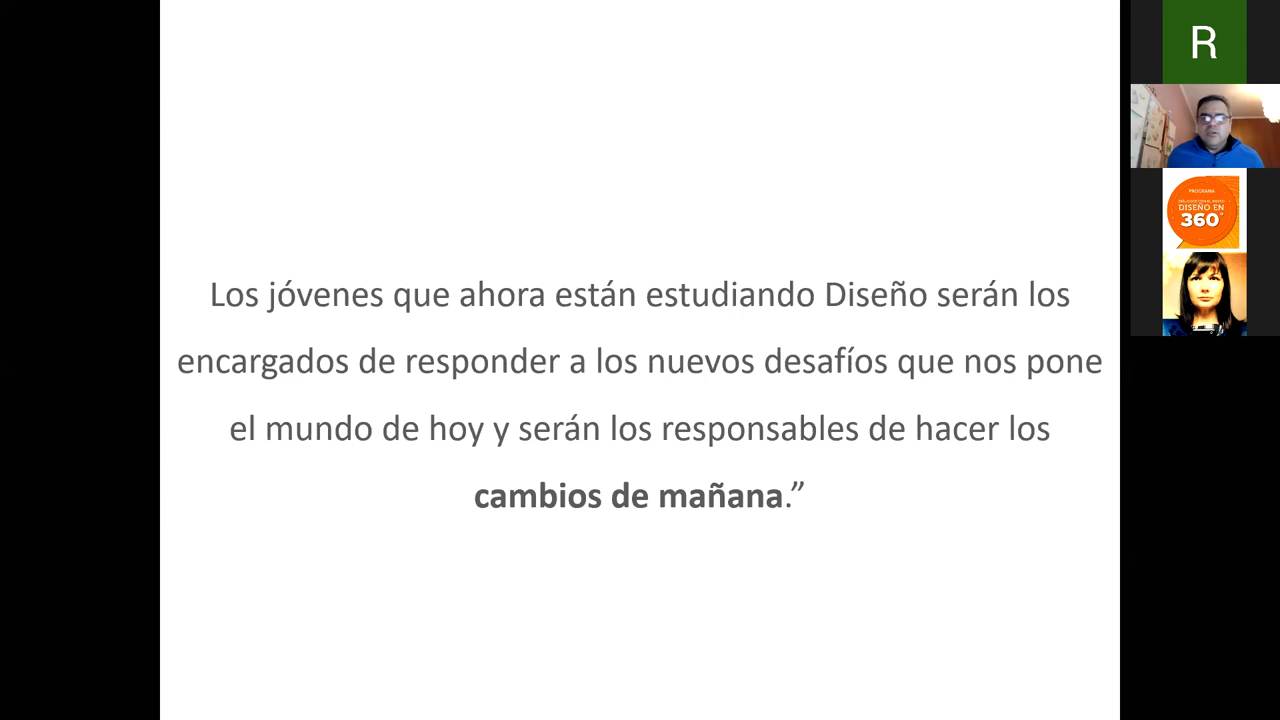 Los jóvenes que ahora están estudiando Diseño serán los
encargados de responder a los nuevos desafíos que nos pone
el mundo de hoy y serán los responsables de hacer los
cambios de mañana.”
R
PROGRAMA
DISEÑO EN
360°